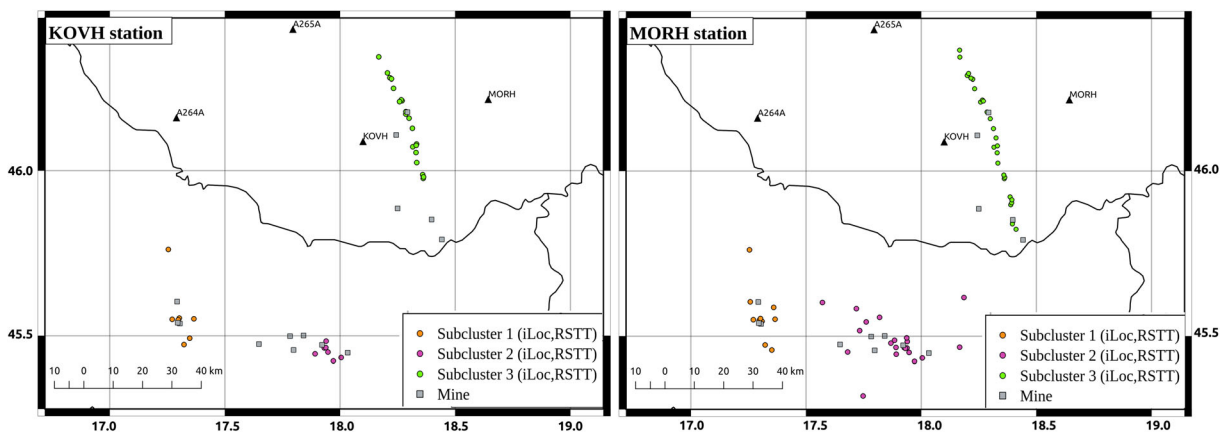 KOVH station
A265A
MORH
A264A
KOVH
46.0
45.5
Subcluster 1 (iLoc,RSTT)
Subcluster 2 (iLoc,RSTT)
Subcluster 3 (iLoc,RSTT)
Mine
10 0 10 20 30 40 km
17.0 17.5 18.0 18.5 19.0
MORH station
A265A
MORH
A264A
KOVH
46.0
45.5
Subcluster 1 (iLoc,RSTT)
Subcluster 2 (iLoc,RSTT)
Subcluster 3 (iLoc,RSTT)
Mine
10 0 10 20 30 40 km
17.0 17.5 18.0 18.5 19.0